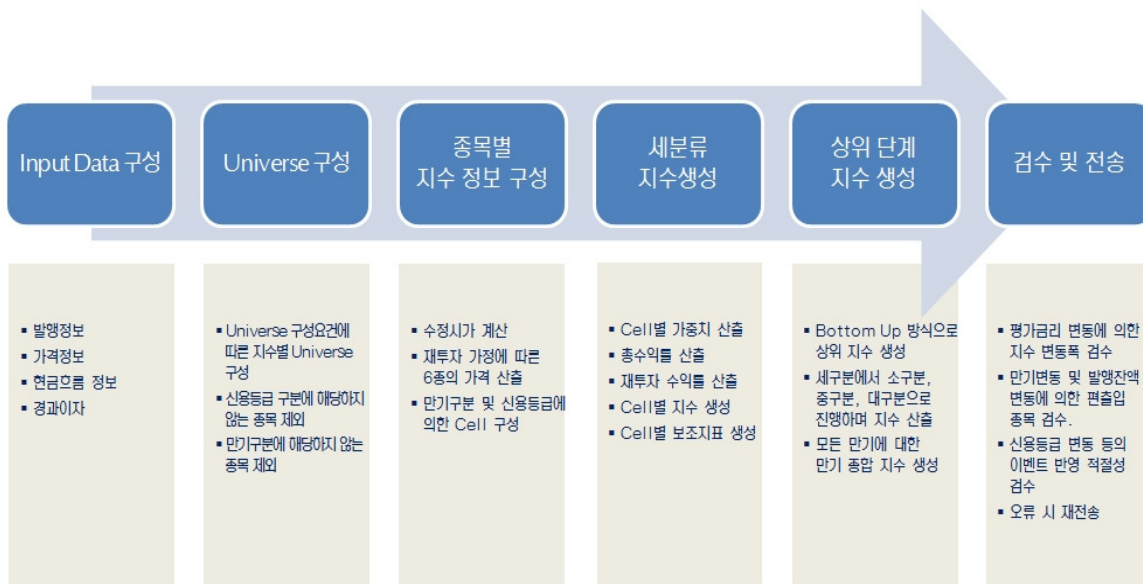 Input Data 구성
Universe 구성
종목별
지수 정보 구성
세분류
지수생성
상위 단계
지수 생성
검수 및 전송
▪ 발행정보
▪ 가격정보
▪ 현금흐름 정보
▪ 경과이자
▪ Universe 구성요건에
따른 지수별 Universe
구성
▪ 신용등급 구분에 해당하지
않는 종목 제외
▪ 만기구분에 해당하지 않는
종목 제외
▪ 수정시가 계산
▪ 재투자 가정에 따른
6종의 가격 산출
▪ 만기구분 및 신용등급에
의한 Cell 구성
▪ Cell별 가중치 산출
▪ 총수익률 산출
▪ 재투자 수익률 산출
▪ Cell별 지수 생성
▪ Cell별 보조지표 생성
▪ Bottom Up 방식으로
상위 지수 생성
▪ 세구분에서 소구분,
중구분, 대구분으로
진행하며 지수 산출
▪ 모든 만기에 대한
만기 종합 지수 생성
▪ 평가금리 변동에 의한
지수 변동폭 검수
▪ 만기변동 및 발행잔액
변동에 의한 편출입
종목 검수.
▪ 신용등급 변동 등의
이벤트 반영 적절성
검수
▪ 오류 시 재전송